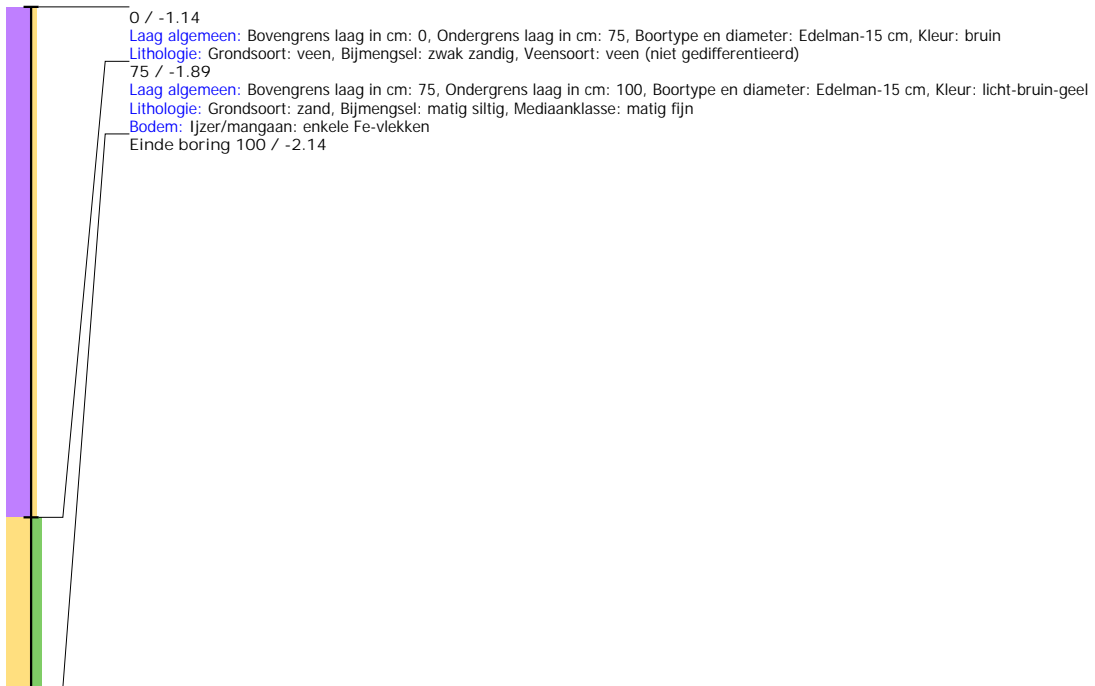 0 / -1.14
Laag algemeen: Bovengrens laag in cm: 0, Ondergrens laag in cm: 75, Boortype en diameter: Edelman-15 cm, Kleur: bruin
Lithologie: Grondsoort: veen, Bijmengsel: zwak zandig, Veensoort: veen (niet gedifferentieerd)
75 / -1.89
Laag algemeen: Bovengrens laag in cm: 75, Ondergrens laag in cm: 100, Boortype en diameter: Edelman-15 cm, Kleur: licht-bruin-geel
Lithologie: Grondsoort: zand, Bijmengsel: matig siltig, Mediaanklasse: matig fijn
Bodem: Ijzer/mangaan: enkele Fe-vlekken
Einde boring 100 / -2.14